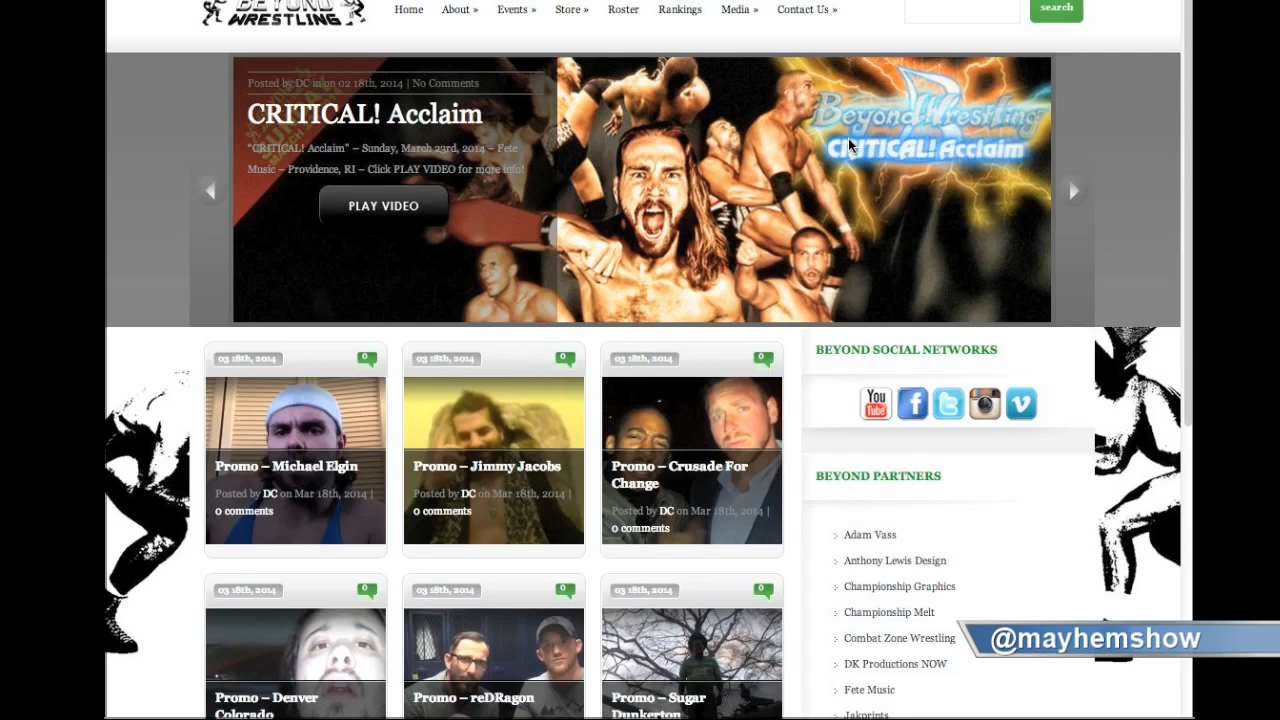 BEYOND
WRESTLING
Home
About »
Events »
Store »
Roster
Rankings
Media »
Contact Us »
search
Posted by DC in on 02 18th, 2014 | No Comments
CRITICAL! Acclaim
"CRITICAL! Acclaim" – Sunday, March 23rd, 2014 – Fete
Music – Providence, RI – Click PLAY VIDEO for more info!
PLAY VIDEO
Beyond Wrestling
CRITICAL! Acclaim
03 18th, 2014
0
Promo – Michael Elgin
Posted by DC on Mar 18th, 2014 |
0 comments
03 18th, 2014
0
Promo – Jimmy Jacobs
Posted by DC on Mar 18th, 2014 |
0 comments
03 18th, 2014
0
Promo – Crusade For
Change
Posted by DC on Mar 18th, 2014 |
0 comments
03 18th, 2014
0
Promo – Denver
Colorado
03 18th, 2014
0
Promo – reDRagon
03 18th, 2014
0
Promo – Sugar
Dunkerton
BEYOND SOCIAL NETWORKS
You
Tube
BEYOND PARTNERS
Adam Vass
Anthony Lewis Design
Championship Graphics
Championship Melt
Combat Zone Wrestling
DK Productions NOW
Fete Music
Jakprints
@mayhemshow